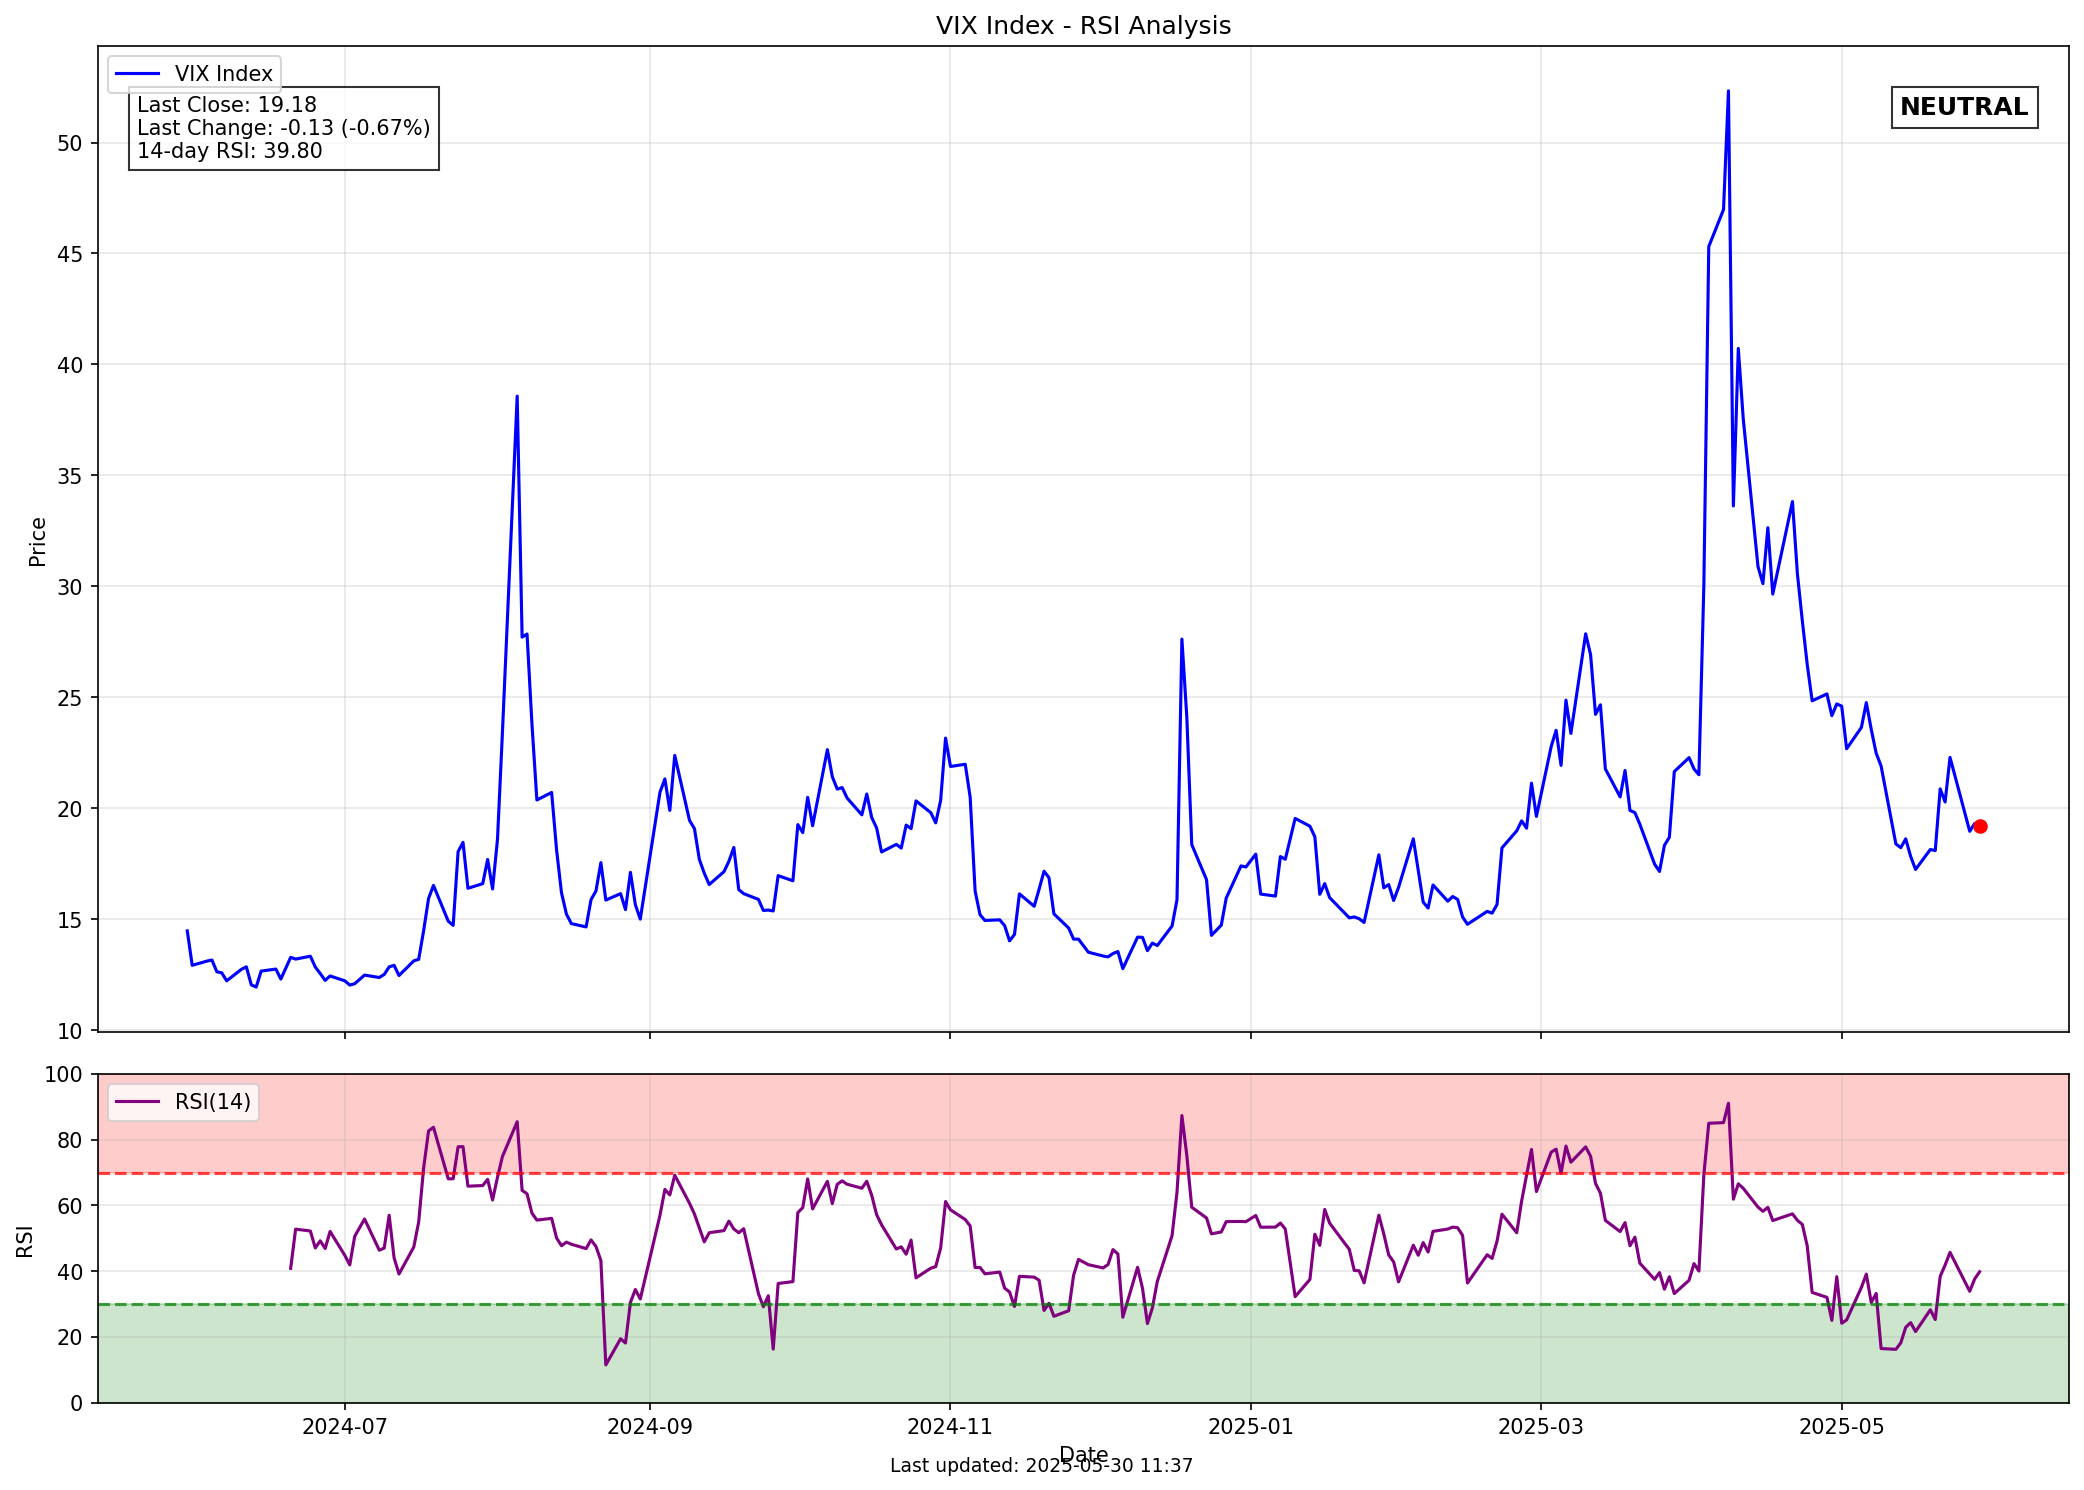 VIX Index - RSI Analysis
VIX Index
Last Close: 19.18
Last Change: -0.13 (-0.67%)
14-day RSI: 39.80
NEUTRAL
Price
50
45
40
35
30
25
20
15
10
RSI(14)
RSI
100
80
60
40
20
0
2024-07
2024-09
2024-11
2025-01
2025-03
2025-05
Date
Last updated: 2025-05-30 11:37